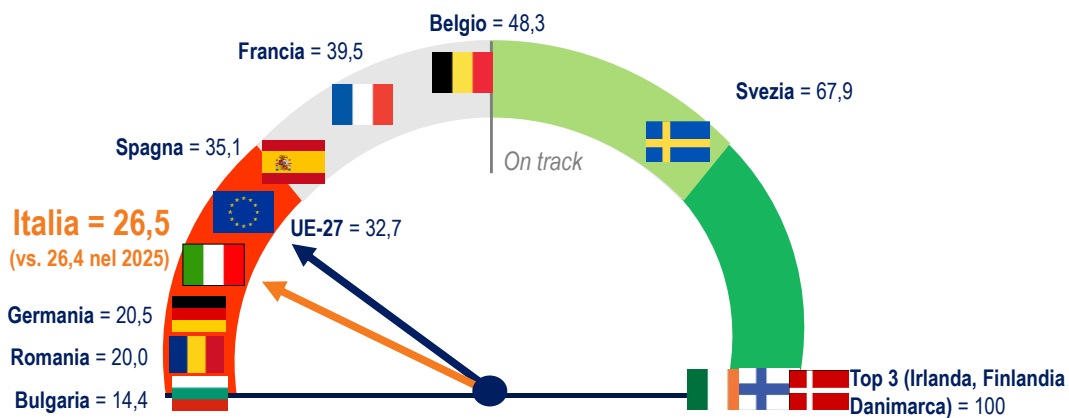 Belgio = 48,3
Francia = 39,5
Svezia = 67,9
Spagna = 35,1
On track
Italia = 26,5
(vs. 26,4 nel 2025)
UE-27 = 32,7
Germania = 20,5
Romania = 20,0
Bulgaria = 14,4
Top 3 (Irlanda, Finlandia
Danimarca) = 100